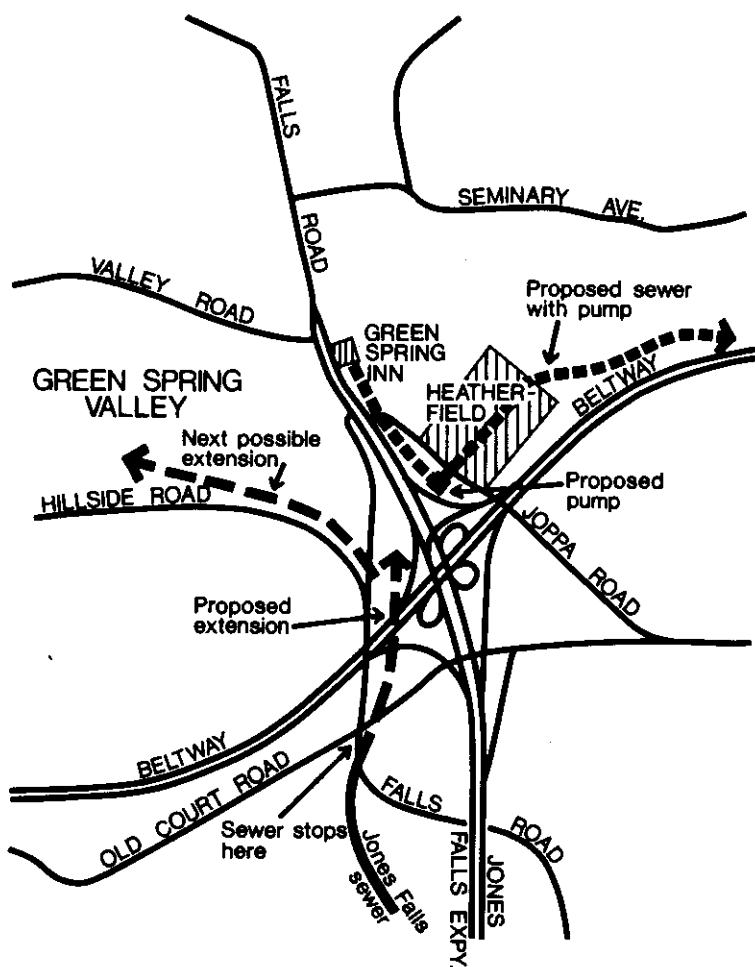 FALLS
ROAD
SEMINARY AVE.
VALLEY ROAD
Proposed sewer
with pump
GREEN
SPRING
INN
GREEN SPRING
VALLEY
HEATHER-
FIELD
BELTWAY
Next possible
extension
HILLSIDE ROAD
Proposed
pump
JOPPA ROAD
Proposed
extension
BELTWAY
OLD COURT ROAD
Sewer stops
here
Jones Falls
sewer
FALLS ROAD
JONES
FALLS EXPY.